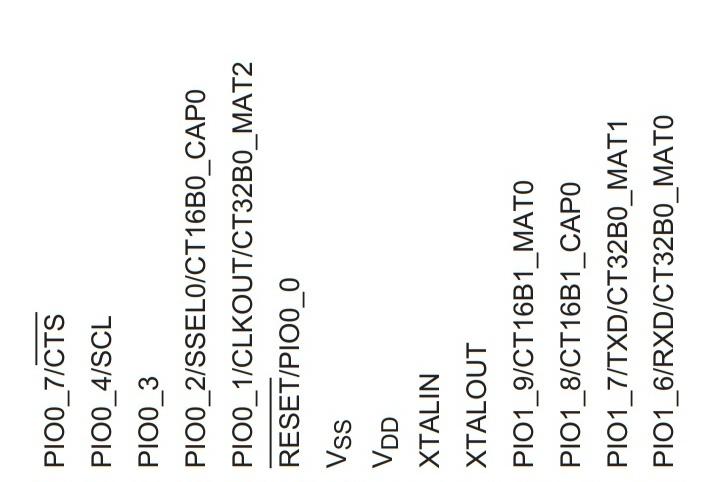 PIO0_7/CTS
PIO0_4/SCL
PIO0_3
PIO0_2/SSEL0/CT16B0_CAP0
PIO0_1/CLKOUT/CT32B0_MAT2
RESET/PIO0_0
VSS
VDD
XTALIN
XTALOUT
PIO1_9/CT16B1_MAT0
PIO1_8/CT16B1_CAP0
PIO1_7/TXD/CT32B0_MAT1
PIO1_6/RXD/CT32B0_MAT0